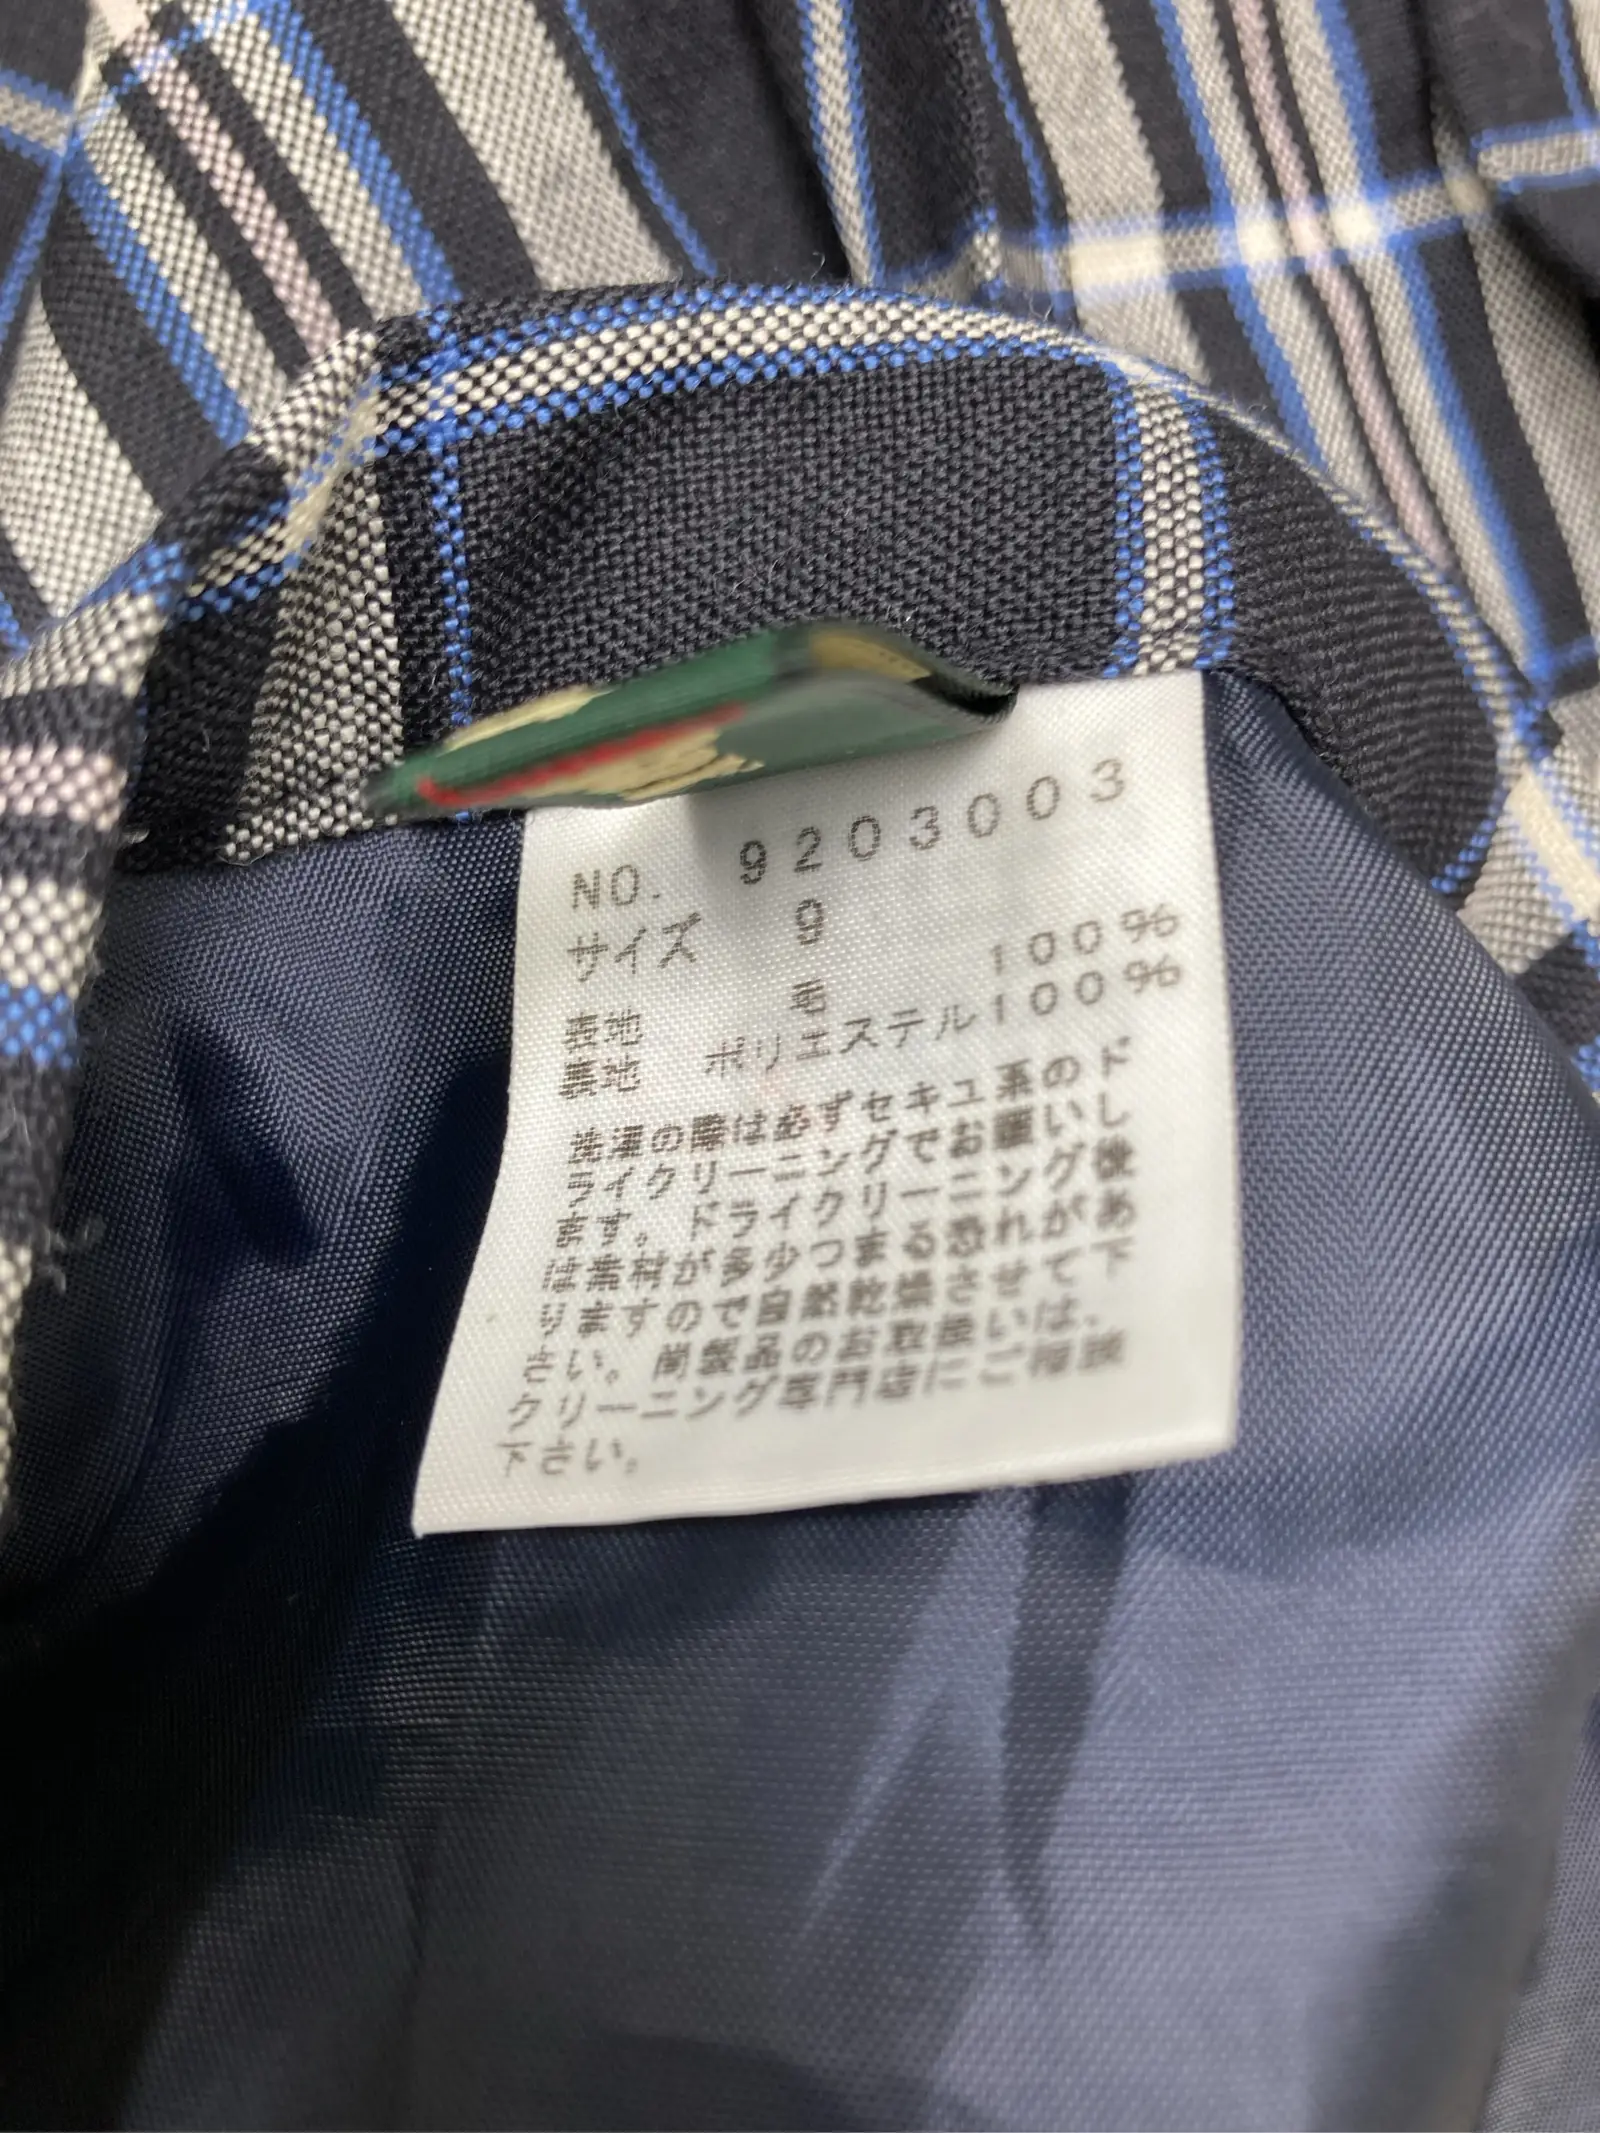 NO. 9203003
サイズ 9
表地 毛 100%
裏地 ポリエステル100%
洗濯の際は必ずセキュ系のド
ライクリーニングでお願いし
ます。ドライクリーニング後
は素材が多少つまる恐れがあ
りますので自然乾燥させて下
さい。尚製品のお取扱いは、
クリーニング専門店にご相談
下さい。